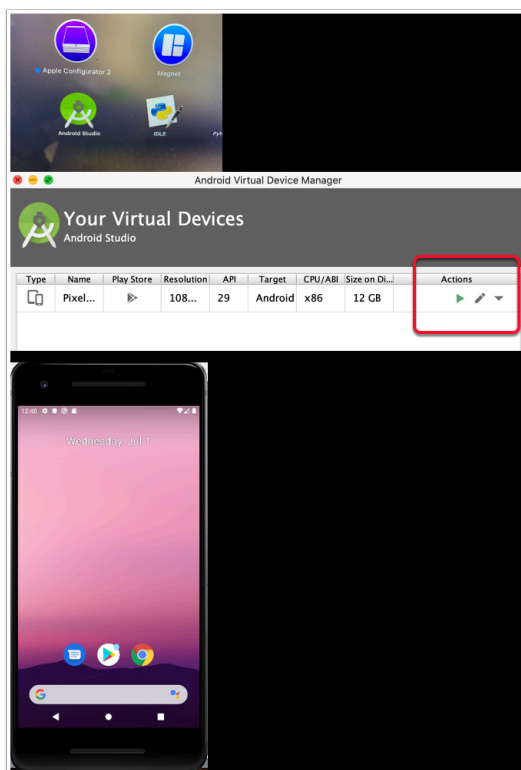 Apple Configurator 2
Magnet
Android Studio
IDLE
Pyt
Android Virtual Device Manager
Your Virtual Devices
Android Studio
Type Name Play Store Resolution API Target CPU/ABI Size on Di... Actions
Pixel... 108... 29 Android x86 12 GB
12:40
Wednesday, Jul 1
G